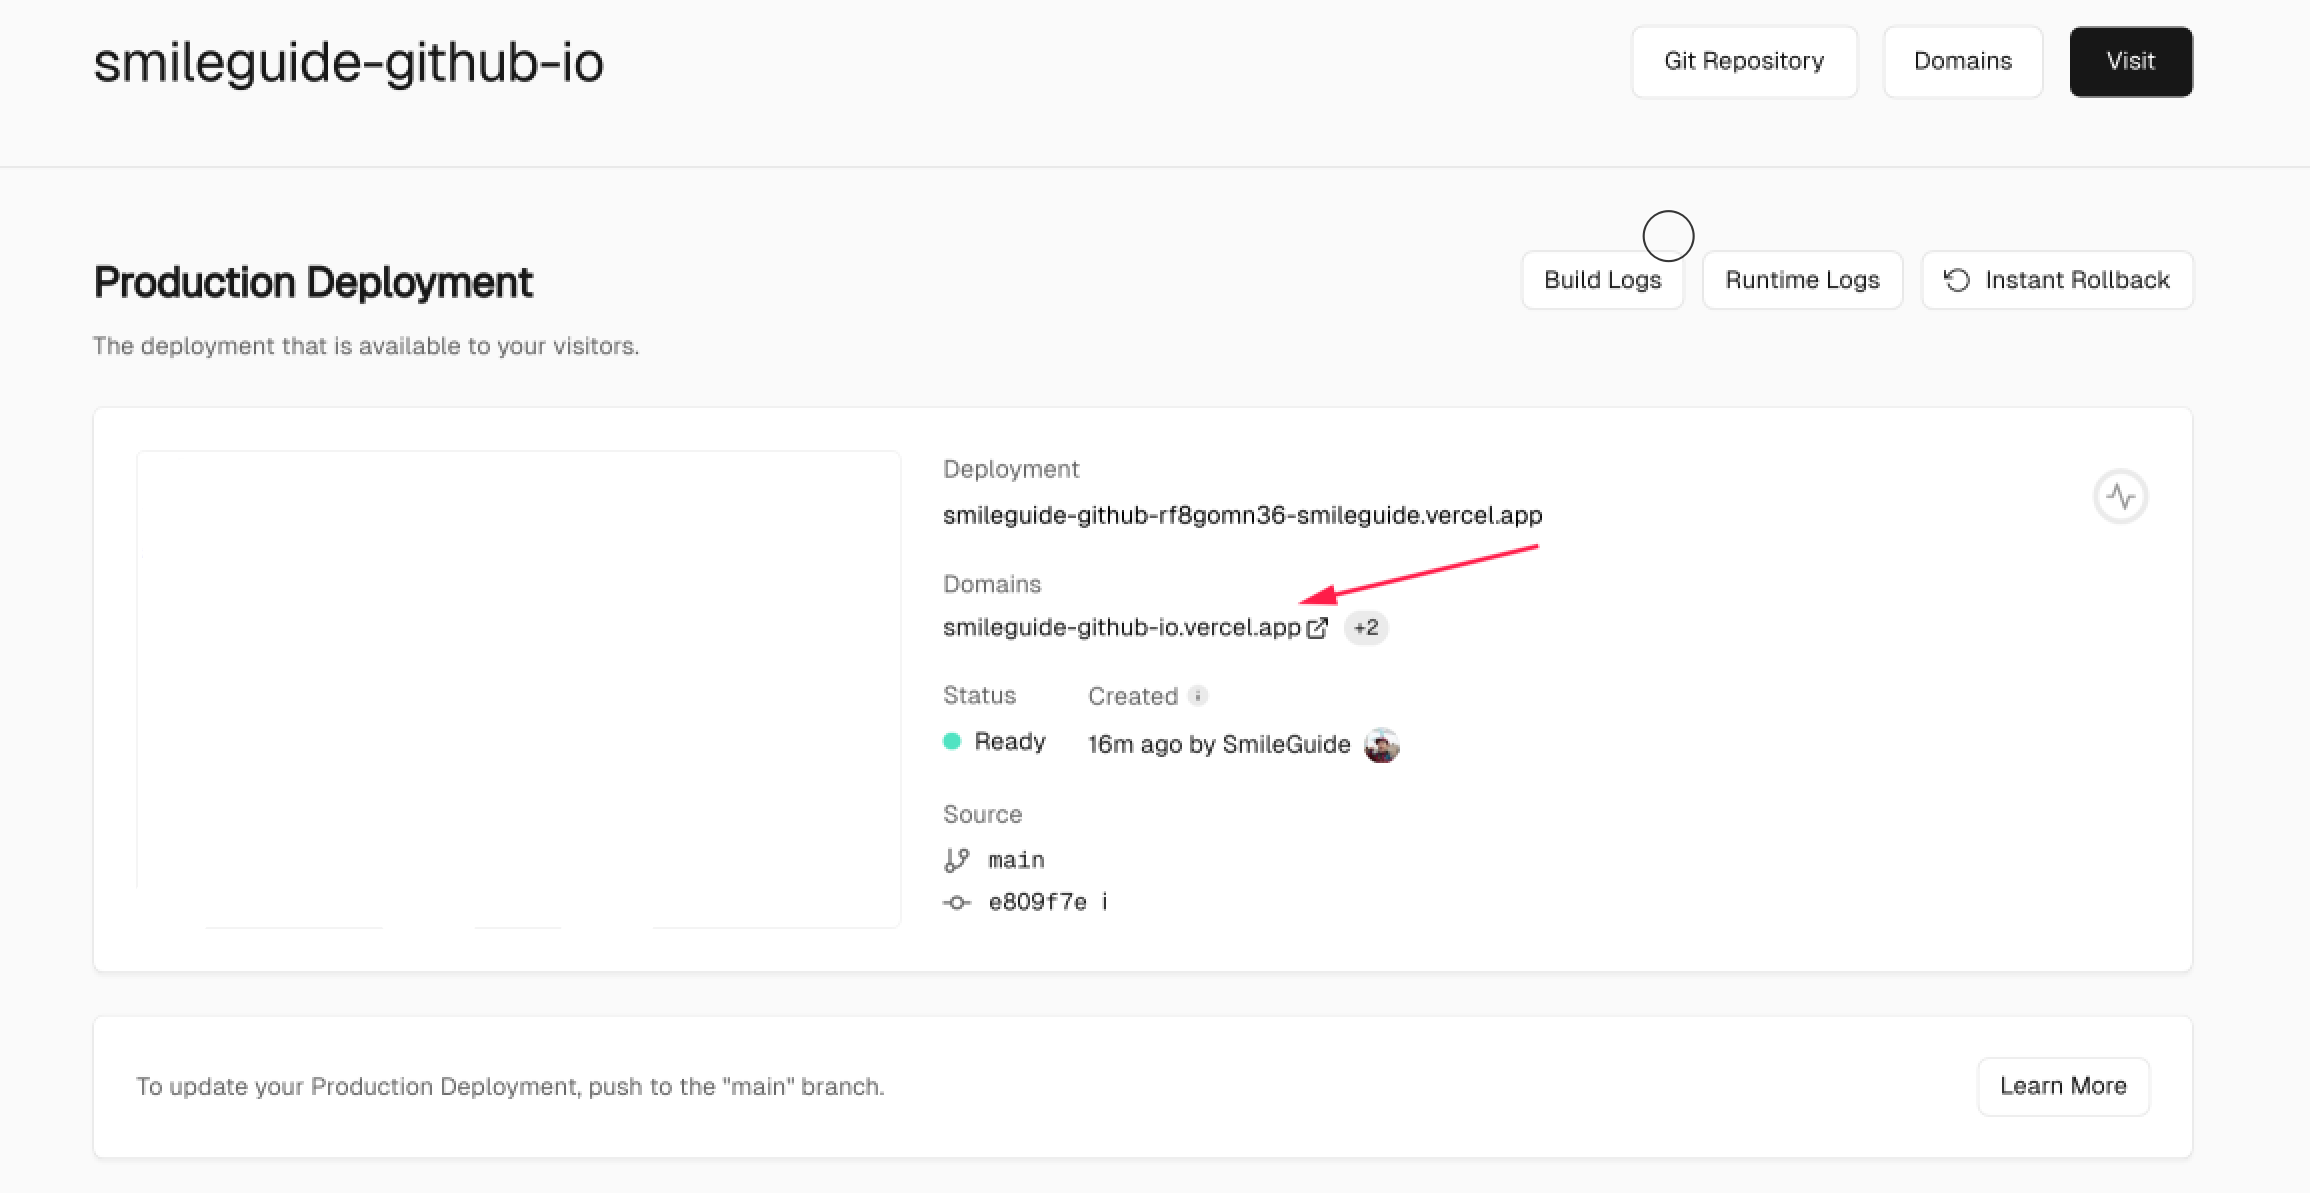 smileguide-github-io
Git Repository
Domains
Visit
Production Deployment
Build Logs
Runtime Logs
Instant Rollback
The deployment that is available to your visitors.
Deployment
smileguide-github-rf8gomn36-smileguide.vercel.app
Domains
smileguide-github-io.vercel.app +2
Status
Created
Ready
16m ago by SmileGuide
Source
main
e809f7e i
To update your Production Deployment, push to the "main" branch.
Learn More